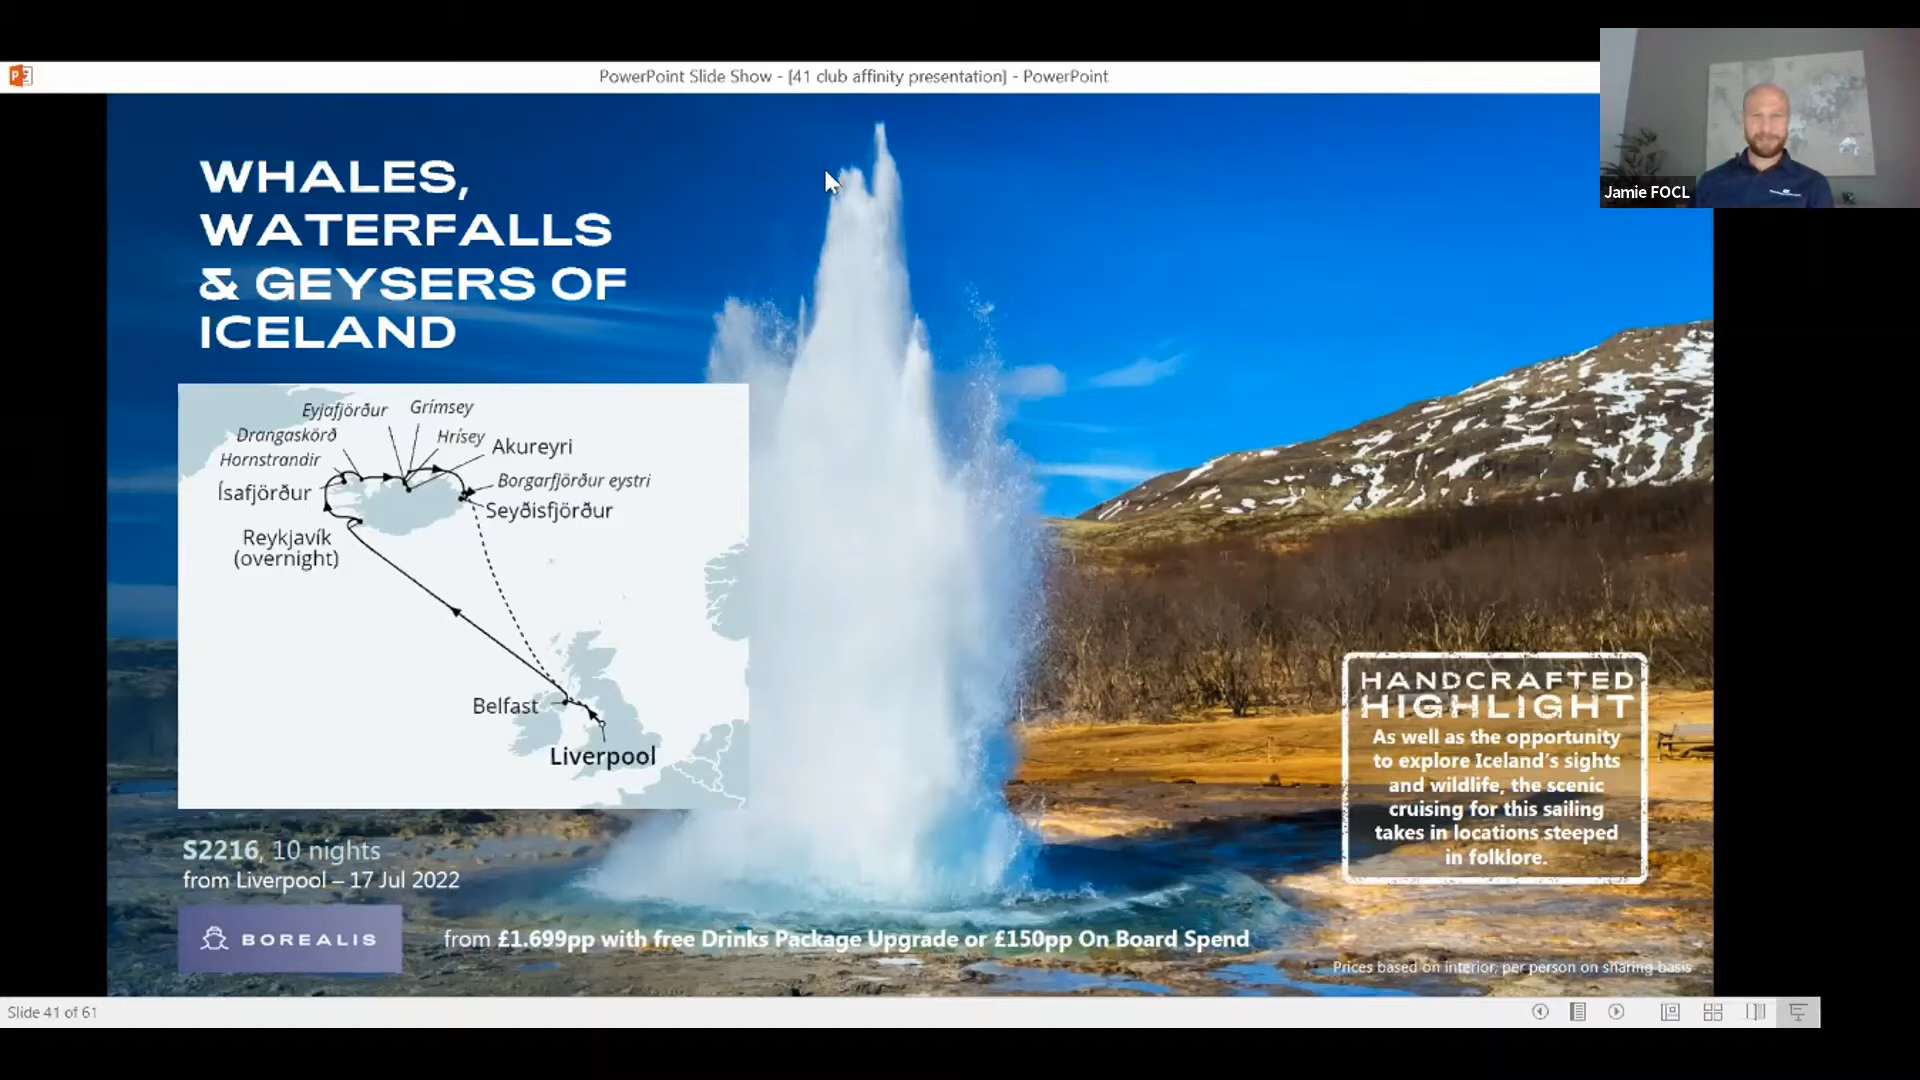 PowerPoint Slide Show - [41 club affinity presentation] - PowerPoint
Jamie FOCL
WHALES,
WATERFALLS
& GEYSERS OF
ICELAND
Eyjafjörður
Grímsey
Drangaskörð
Hrísey
Akureyri
Hornstrandir
Borgarfjörður eystri
Ísafjörður
Seyðisfjörður
Reykjavík
(overnight)
Belfast
Liverpool
HANDCRAFTED
HIGHLIGHT
As well as the opportunity
to explore Iceland's sights
and wildlife, the scenic
cruising for this sailing
takes in locations steeped
in folklore.
S2216, 10 nights
from Liverpool – 17 Jul 2022
BOREALIS
from £1.699pp with free Drinks Package Upgrade or £150pp On Board Spend
Prices based on interior, per person on sharing basis
Slide 41 of 61